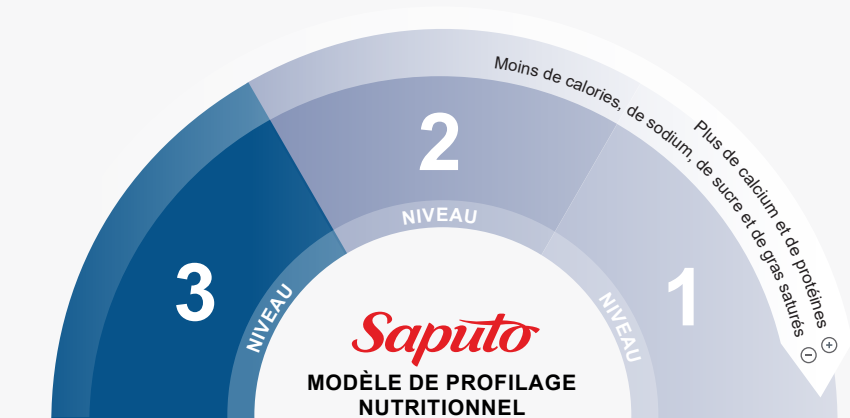 Plus de calcium et de protéines +
Moins de calories, de sodium, de sucre et de gras saturés −
3
NIVEAU
2
NIVEAU
1
NIVEAU
Saputo
MODÈLE DE PROFILAGE
NUTRITIONNEL